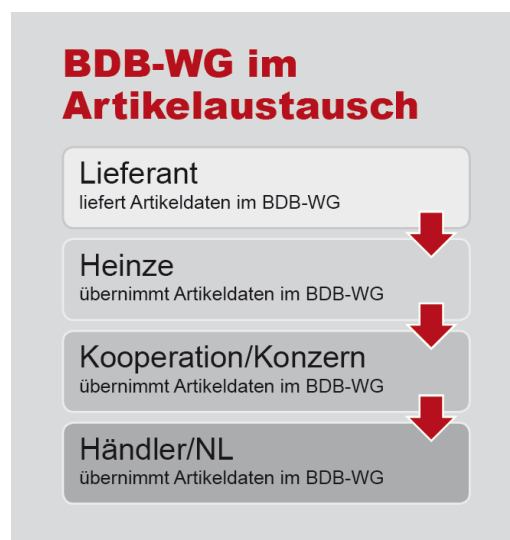 BDB-WG im
Artikelaustausch
Lieferant
liefert Artikeldaten im BDB-WG
Heinze
übernimmt Artikeldaten im BDB-WG
Kooperation/Konzern
übernimmt Artikeldaten im BDB-WG
Händler/NL
übernimmt Artikeldaten im BDB-WG